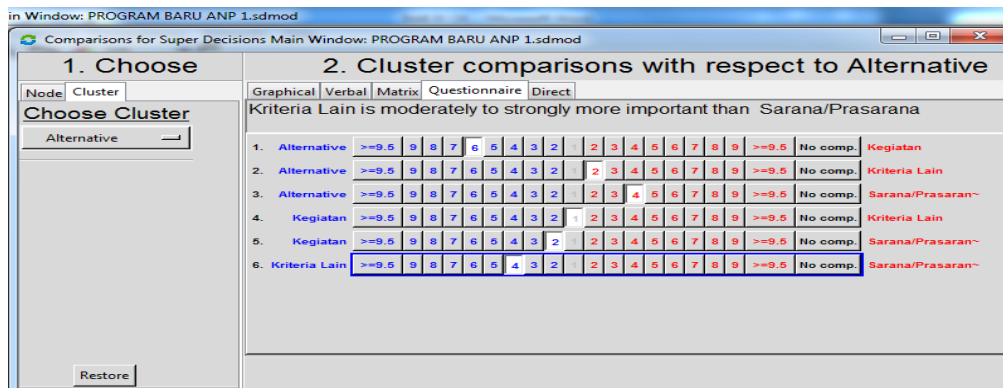 in Window: PROGRAM BARU ANP 1.sdmod
Comparisons for Super Decisions Main Window: PROGRAM BARU ANP 1.sdmod
1. Choose
2. Cluster comparisons with respect to Alternative
Node Cluster
Graphical Verbal Matrix Questionnaire Direct
Choose Cluster
Kriteria Lain is moderately to strongly more important than Sarana/Prasarana
Alternative
1. Alternative >=9.5 9 8 7 6 5 4 3 2 1 2 3 4 5 6 7 8 9 >=9.5 No comp. Kegiatan
2. Alternative >=9.5 9 8 7 6 5 4 3 2 1 2 3 4 5 6 7 8 9 >=9.5 No comp. Kriteria Lain
3. Alternative >=9.5 9 8 7 6 5 4 3 2 1 2 3 4 5 6 7 8 9 >=9.5 No comp. Sarana/Prasaran~
4. Kegiatan >=9.5 9 8 7 6 5 4 3 2 1 2 3 4 5 6 7 8 9 >=9.5 No comp. Kriteria Lain
5. Kegiatan >=9.5 9 8 7 6 5 4 3 2 1 2 3 4 5 6 7 8 9 >=9.5 No comp. Sarana/Prasaran~
6. Kriteria Lain >=9.5 9 8 7 6 5 4 3 2 1 2 3 4 5 6 7 8 9 >=9.5 No comp. Sarana/Prasaran~
Restore